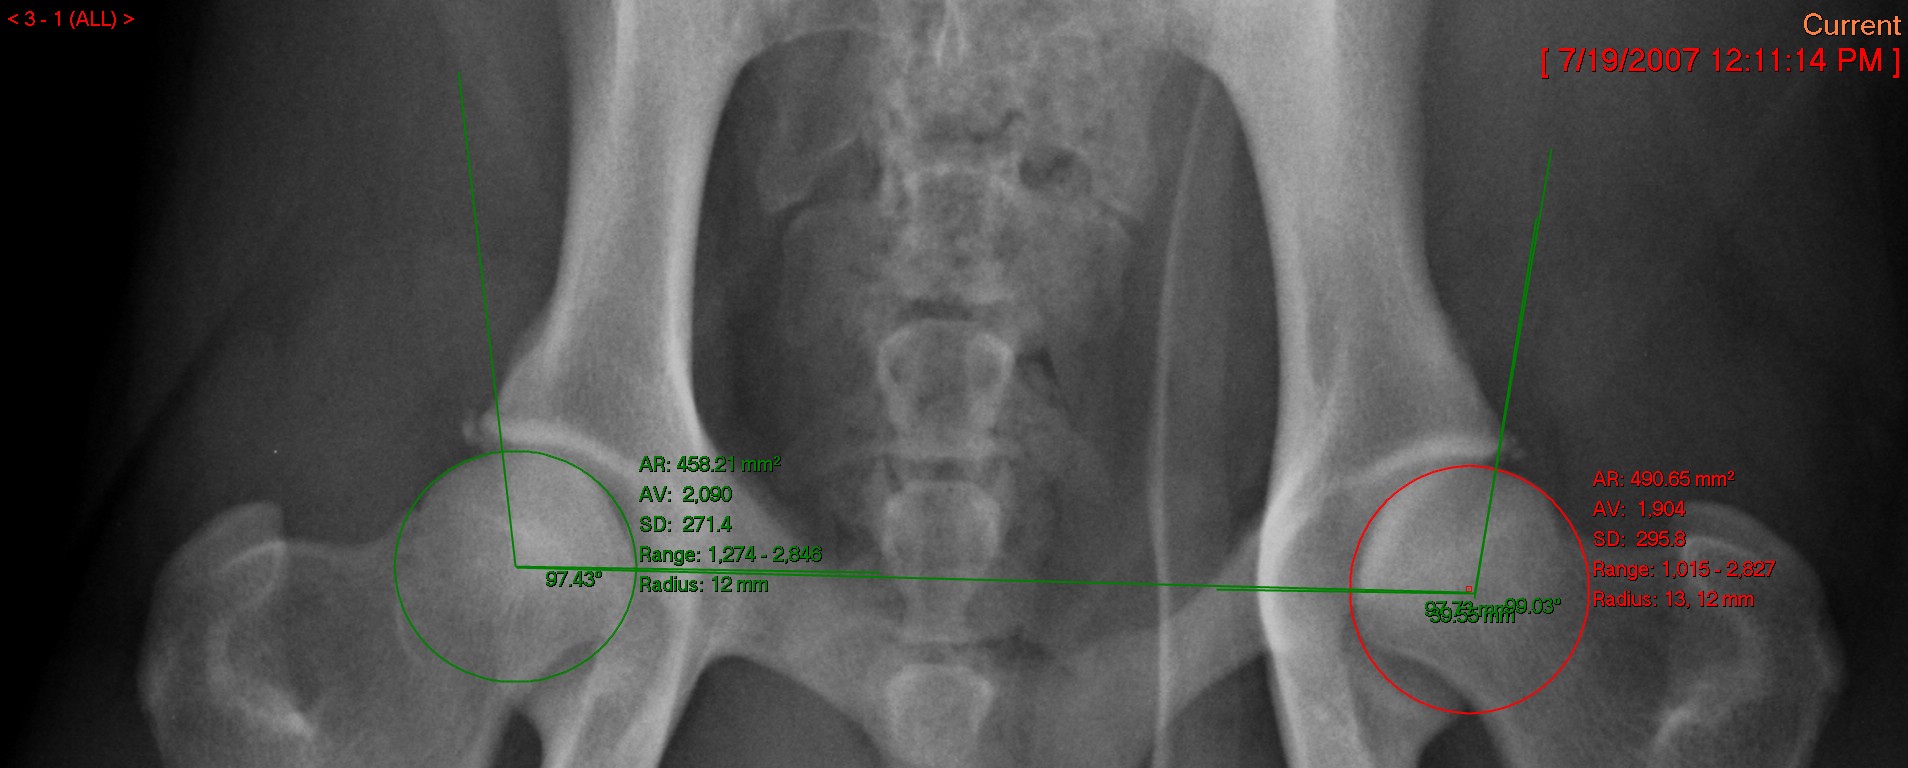 < 3 - 1 (ALL) >
Current
[ 7/19/2007 12:11:14 PM ]
AR: 458.21 mm²
AV: 2,090
SD: 271.4
Range: 1,274 - 2,846
Radius: 12 mm
97.43°
AR: 490.65 mm²
AV: 1,904
SD: 295.8
Range: 1,015 - 2,827
Radius: 13, 12 mm
99.03°